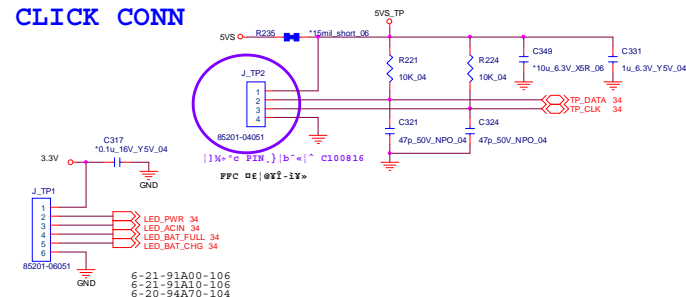 CLICK CONN
5VS_TP
5VS
R235
*15mil_short_06
J_TP2
1
2
3
4
85201-04051
R221
10K_04
R224
10K_04
C349
*10u_6.3V_X5R_06
C331
1u_6.3V_Y5V_04
TP_DATA 34
TP_CLK 34
C321
47p_50V_NPO_04
C324
47p_50V_NPO_04
C100816
FFC
C317
*0.1u_16V_Y5V_04
3.3V
GND
J_TP1
1
2
3
4
5
6
LED_PWR 34
LED_ACIN 34
LED_BAT_FULL 34
LED_BAT_CHG 34
85201-06051
GND
6-21-91A00-106
6-21-91A10-106
6-20-94A70-104